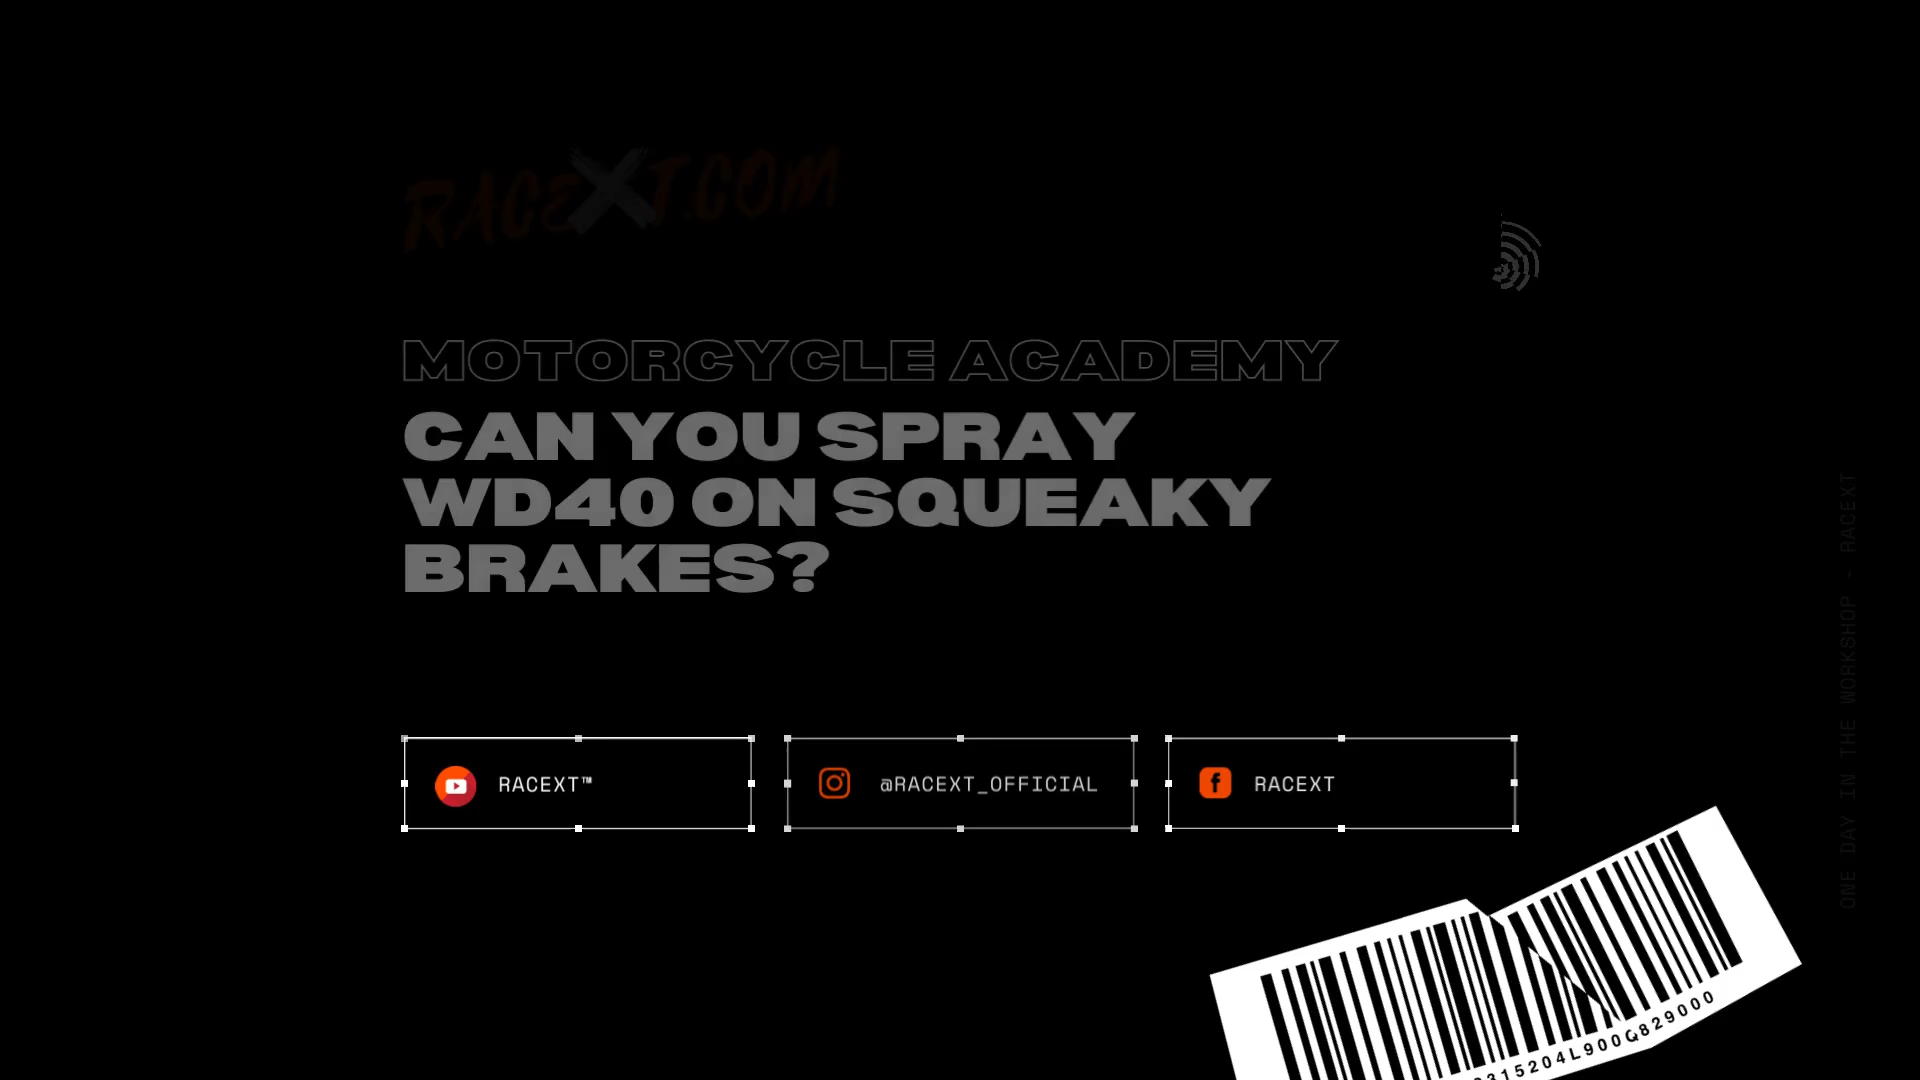 RACEXT.COM
MOTORCYCLE ACADEMY
CAN YOU SPRAY
WD40 ON SQUEAKY
BRAKES?
RACEXT™
@RACEXT_OFFICIAL
RACEXT
ONE DAY IN THE WORKSHOP - RACEXT
315204L900Q829000